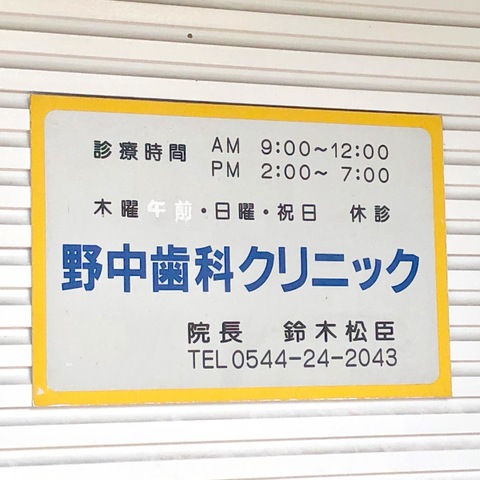 診療時間 AM 9:00〜12:00
PM 2:00〜 7:00
木曜午前・日曜・祝日 休診
野中歯科クリニック
院長 鈴木松臣
TEL 0544-24-2043